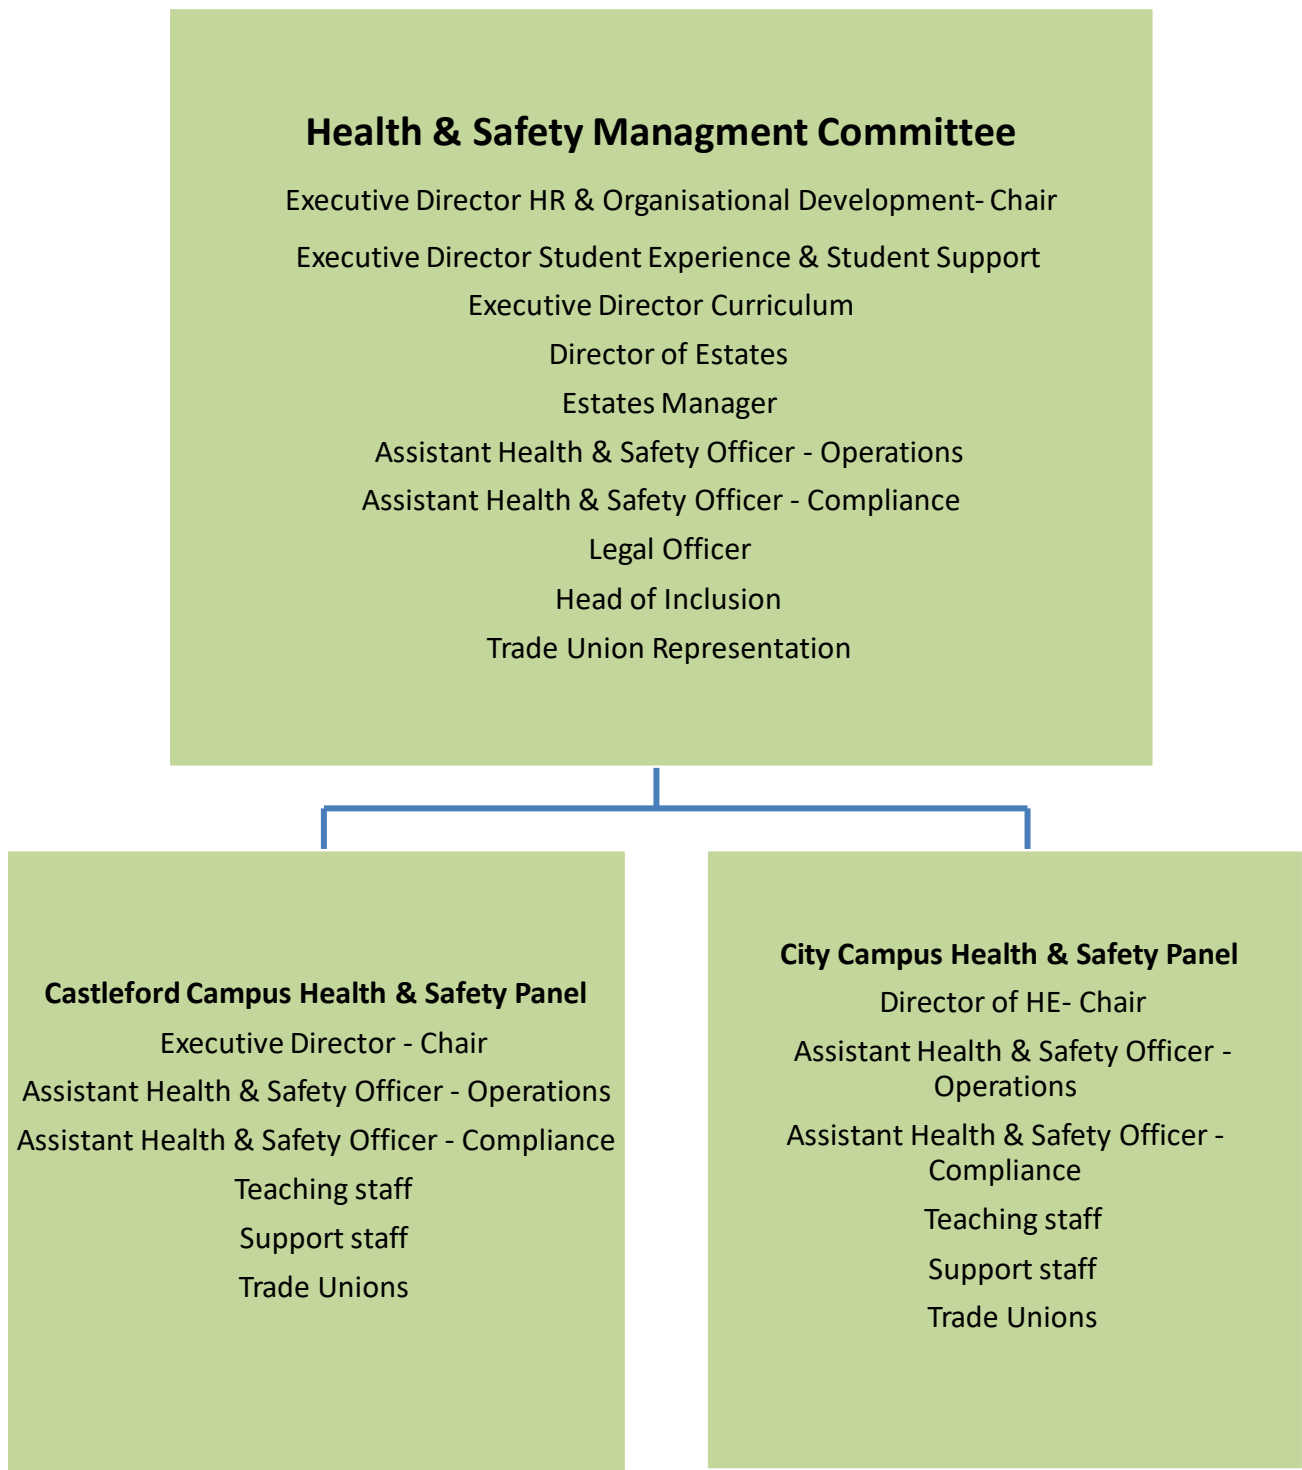 Health & Safety Managment Committee
Executive Director HR & Organisational Development- Chair
Executive Director Student Experience & Student Support
Executive Director Curriculum
Director of Estates
Estates Manager
Assistant Health & Safety Officer - Operations
Assistant Health & Safety Officer - Compliance
Legal Officer
Head of Inclusion
Trade Union Representation
Castleford Campus Health & Safety Panel
Executive Director - Chair
Assistant Health & Safety Officer - Operations
Assistant Health & Safety Officer - Compliance
Teaching staff
Support staff
Trade Unions
City Campus Health & Safety Panel
Director of HE- Chair
Assistant Health & Safety Officer -
Operations
Assistant Health & Safety Officer -
Compliance
Teaching staff
Support staff
Trade Unions